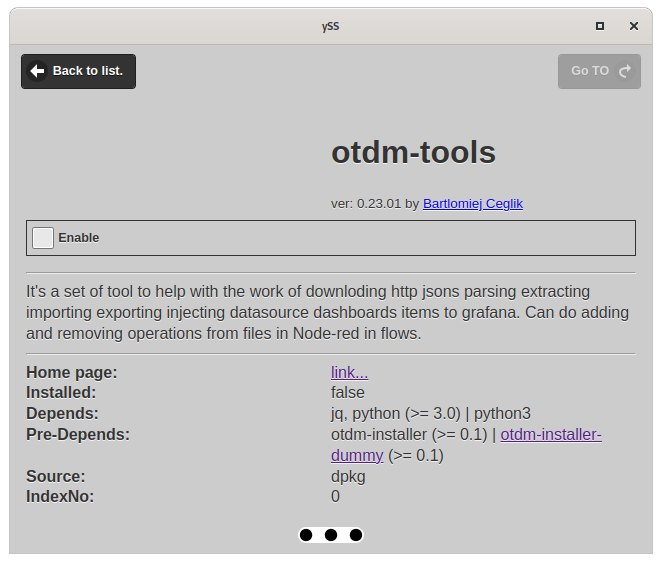 ySS
Back to list.
Go TO
otdm-tools
ver: 0.23.01 by Bartlomiej Ceglik
Enable
It's a set of tool to help with the work of downloding http jsons parsing extracting
importing exporting injecting datasource dashboards items to grafana. Can do adding
and removing operations from files in Node-red in flows.
Home page: link...
Installed: false
Depends: jq, python (>= 3.0) | python3
Pre-Depends: otdm-installer (>= 0.1) | otdm-installer-
dummy (>= 0.1)
Source: dpkg
IndexNo: 0